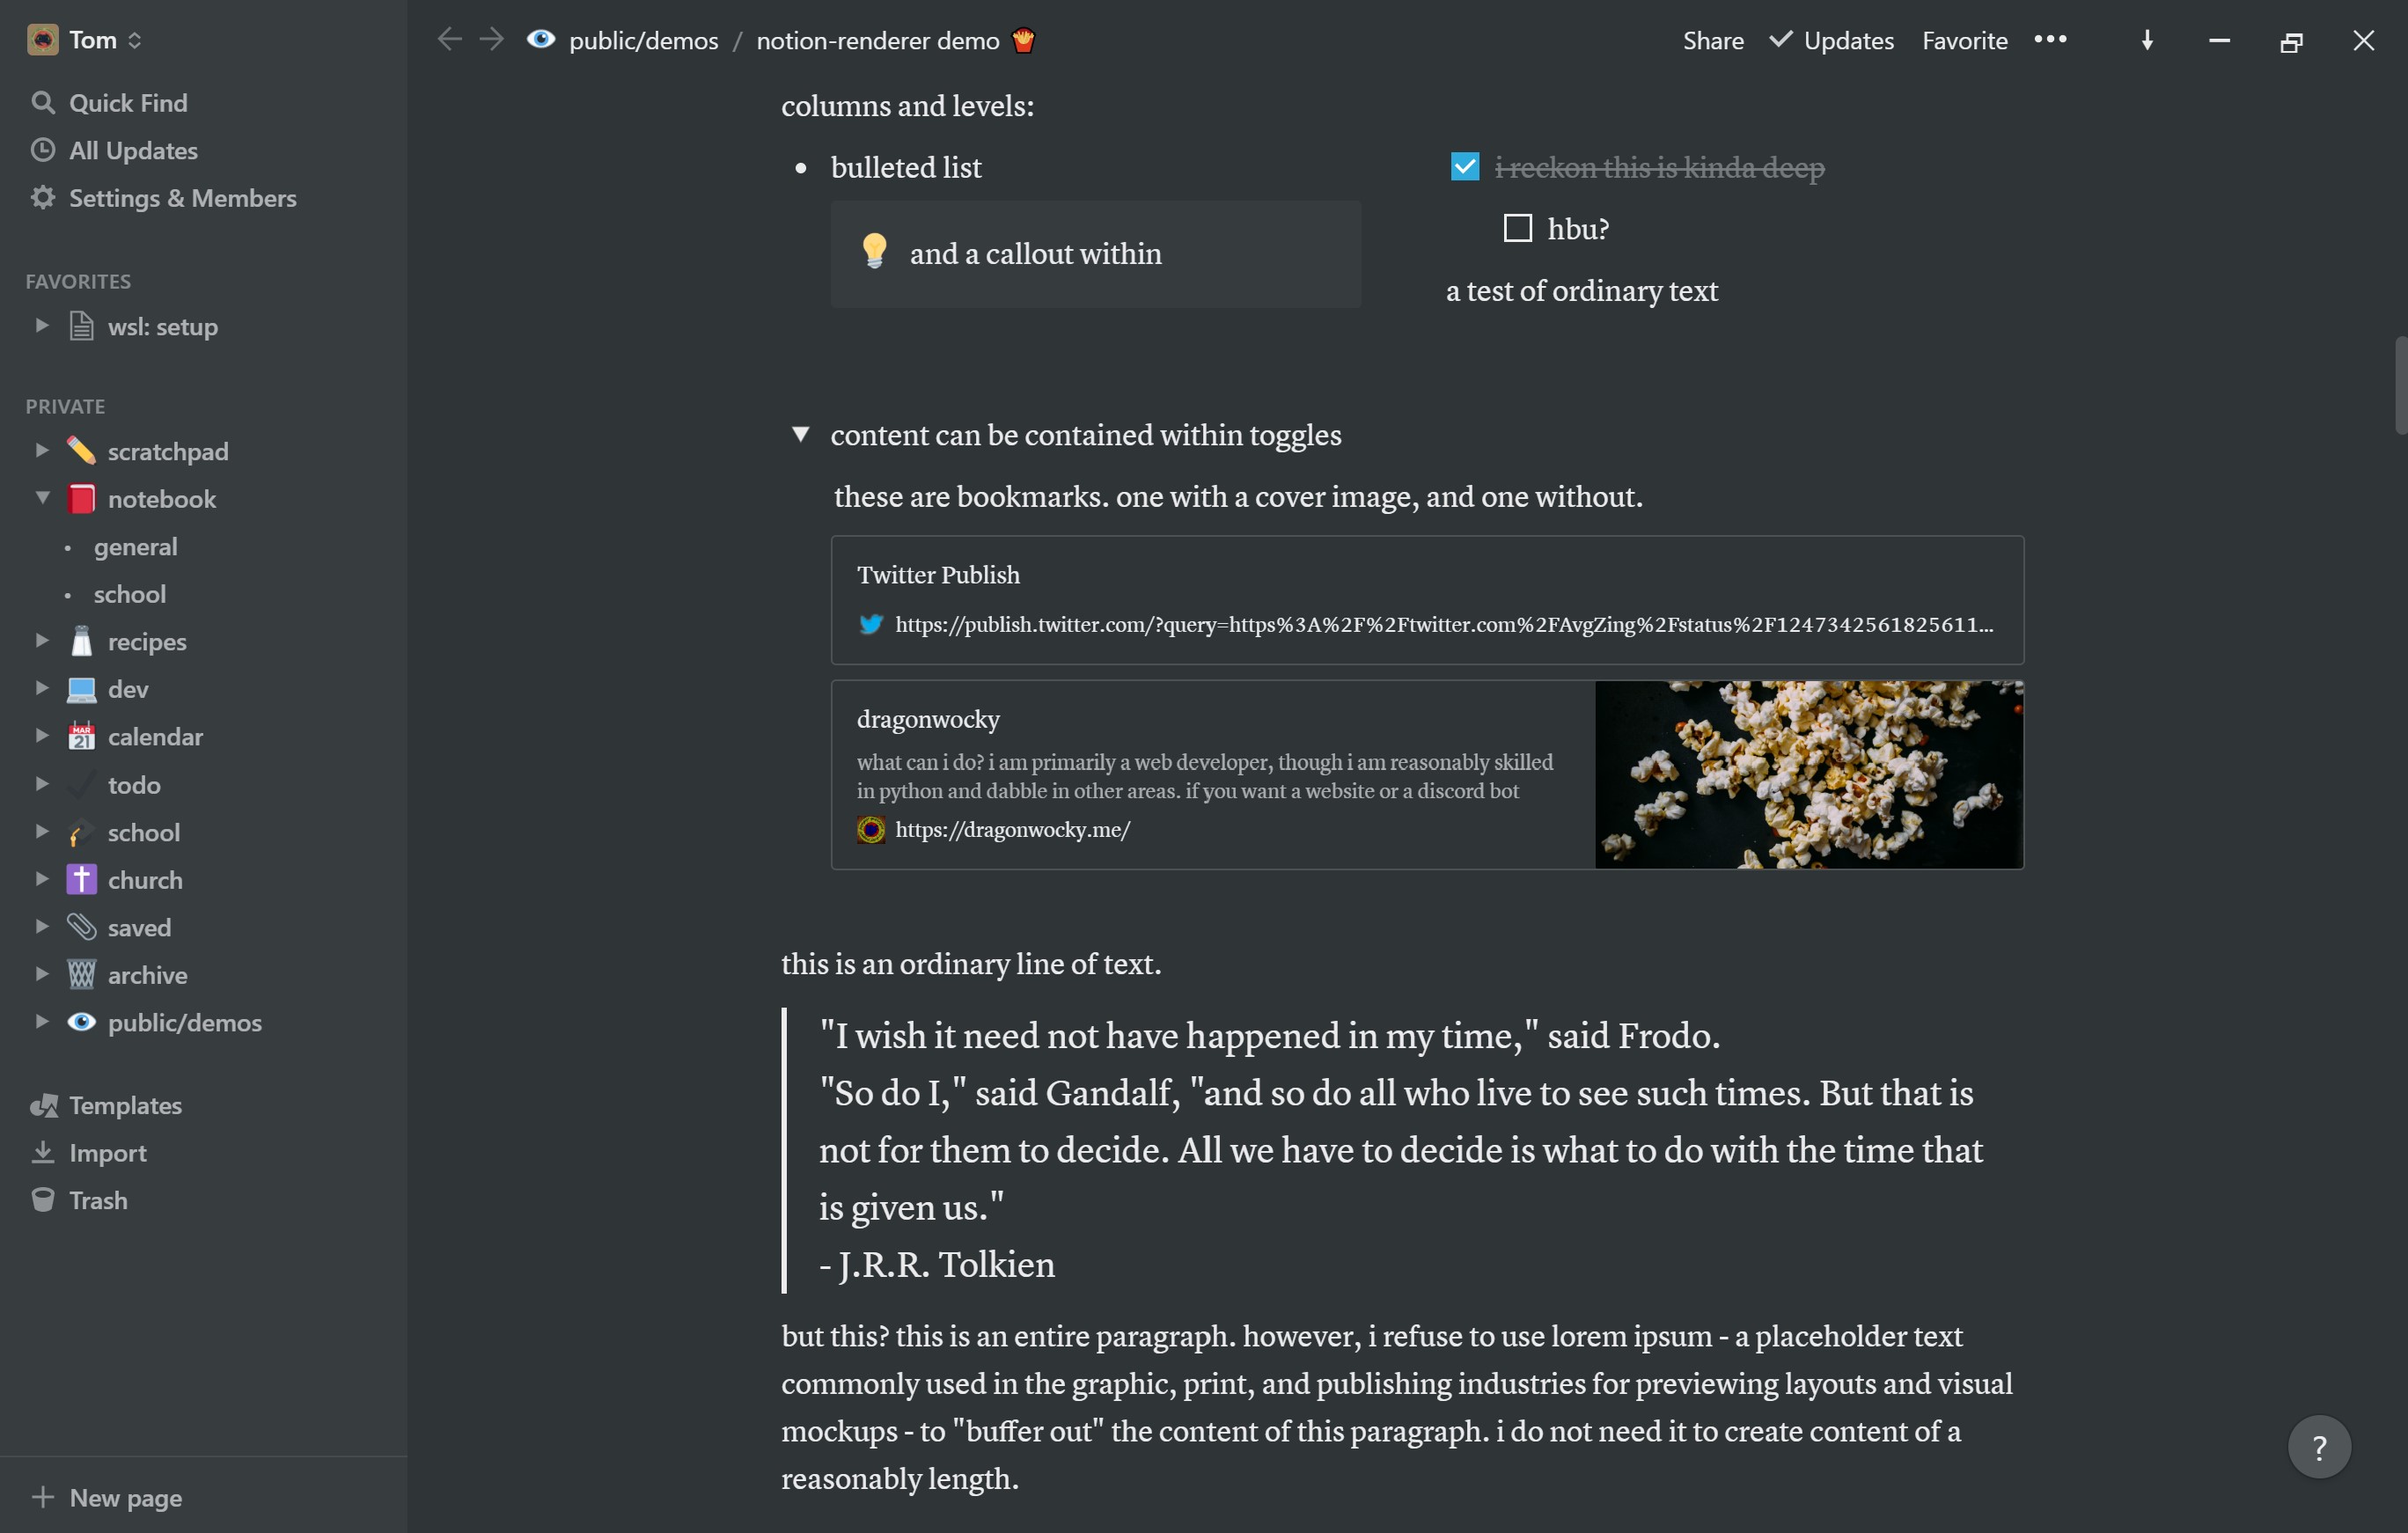 Tom
Quick Find
All Updates
Settings & Members
FAVORITES
wsl: setup
PRIVATE
scratchpad
notebook
general
school
recipes
dev
MAR
21
calendar
todo
school
church
saved
archive
public/demos
Templates
Import
Trash
New page
public/demos / notion-renderer demo
Share Updates Favorite
columns and levels:
bulleted list
and a callout within
i reckon this is kinda deep
hbu?
a test of ordinary text
content can be contained within toggles
these are bookmarks. one with a cover image, and one without.
Twitter Publish
https://publish.twitter.com/?query=https%3A%2F%2Ftwitter.com%2FAvgZing%2Fstatus%2F1247342561825611...
dragonwocky
what can i do? i am primarily a web developer, though i am reasonably skilled
in python and dabble in other areas. if you want a website or a discord bot
https://dragonwocky.me/
this is an ordinary line of text.
"I wish it need not have happened in my time," said Frodo.
"So do I," said Gandalf, "and so do all who live to see such times. But that is
not for them to decide. All we have to decide is what to do with the time that
is given us."
- J.R.R. Tolkien
but this? this is an entire paragraph. however, i refuse to use lorem ipsum - a placeholder text
commonly used in the graphic, print, and publishing industries for previewing layouts and visual
mockups - to "buffer out" the content of this paragraph. i do not need it to create content of a
reasonably length.
?